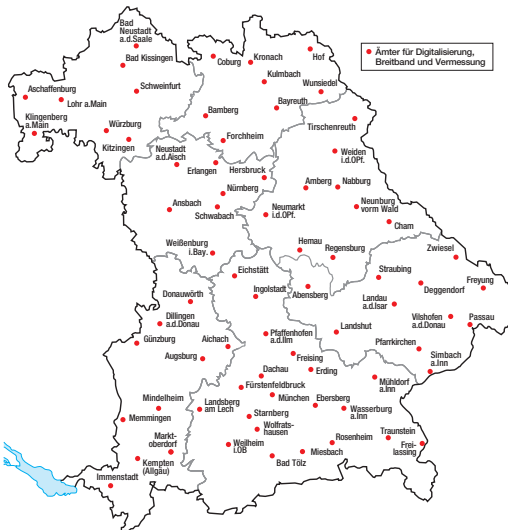 Bad
Neustadt
a.d.Saale
Bad Kissingen
Coburg
Kronach
Hof
Ämter für Digitalisierung,
Breitband und Vermessung
Aschaffenburg
Lohr a.Main
Schweinfurt
Kulmbach
Wunsiedel
Klingenberg
a.Main
Würzburg
Bamberg
Bayreuth
Kitzingen
Forchheim
Tirschenreuth
Neustadt
a.d.Aisch
Erlangen
Hersbruck
Weiden
i.d.OPf.
Nürnberg
Amberg
Nabburg
Ansbach
Schwabach
Neumarkt
i.d.OPf.
Neunburg
vorm Wald
Cham
Weißenburg
i.Bay.
Hemau
Regensburg
Zwiesel
Eichstätt
Ingolstadt
Abensberg
Straubing
Deggendorf
Freyung
Donauwörth
Landau
a.d.Isar
Dillingen
a.d.Donau
Vilshofen
a.d.Donau
Passau
Günzburg
Aichach
Augsburg
Pfaffenhofen
a.d.Ilm
Landshut
Pfarrkirchen
Simbach
a.Inn
Freising
Dachau
Erding
Mühldorf
a.Inn
Fürstenfeldbruck
Mindelheim
Landsberg
am Lech
München
Ebersberg
Wasserburg
a.Inn
Memmingen
Starnberg
Wolfrats-
hausen
Markt-
oberdorf
Weilheim
i.OB
Rosenheim
Traunstein
Frei-
lassing
Kempten
(Allgäu)
Bad Tölz
Miesbach
Immenstadt